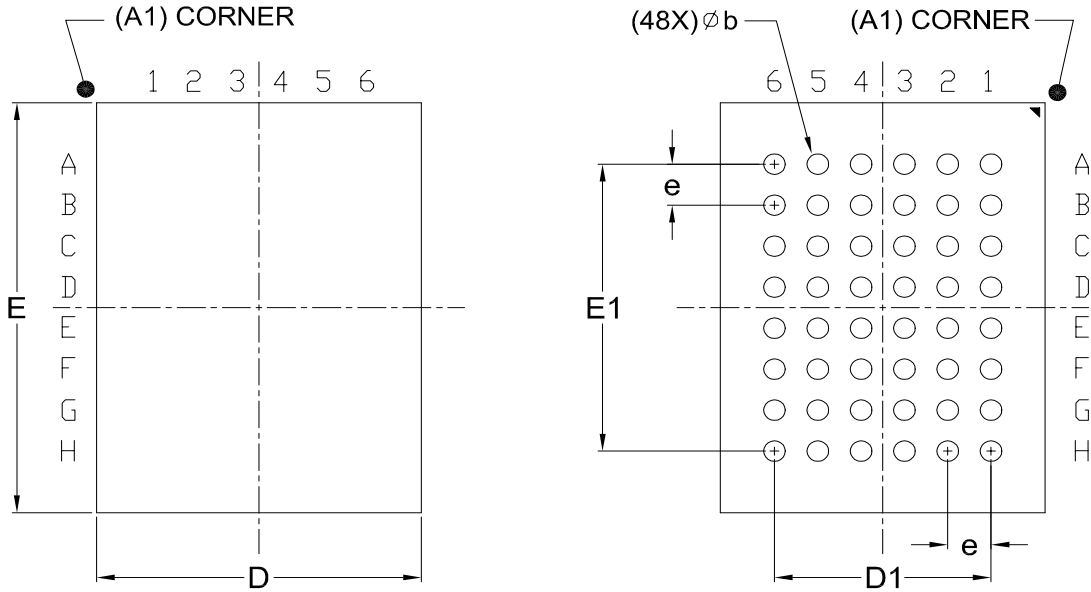 (A1) CORNER
1 2 3 4 5 6
A
B
C
D
E
F
G
H
E
D
(48X) ⌀ b
(A1) CORNER
6 5 4 3 2 1
A
B
C
D
E
F
G
H
e
E1
e
D1